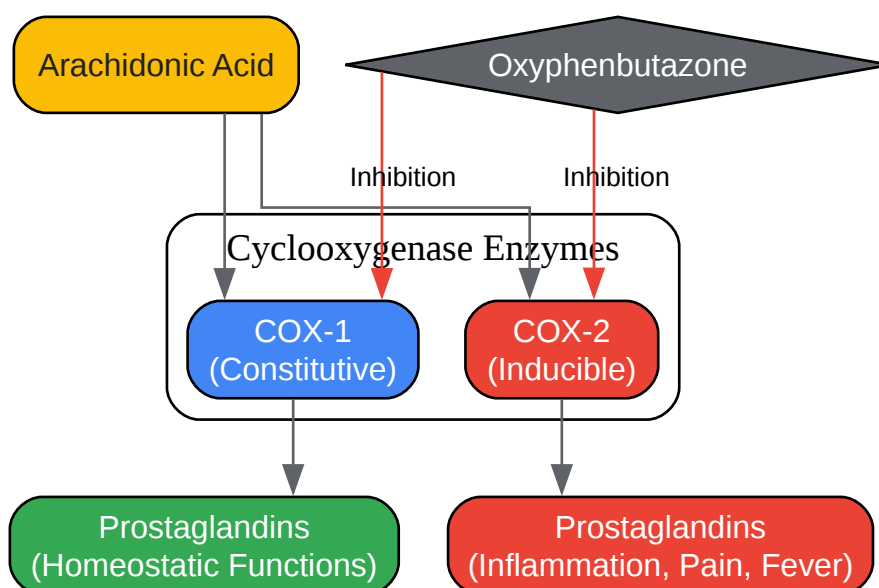 Arachidonic Acid
Oxyphenbutazone
Inhibition
Inhibition
Cyclooxygenase Enzymes
COX-1
(Constitutive)
COX-2
(Inducible)
Prostaglandins
(Homeostatic Functions)
Prostaglandins
(Inflammation, Pain, Fever)